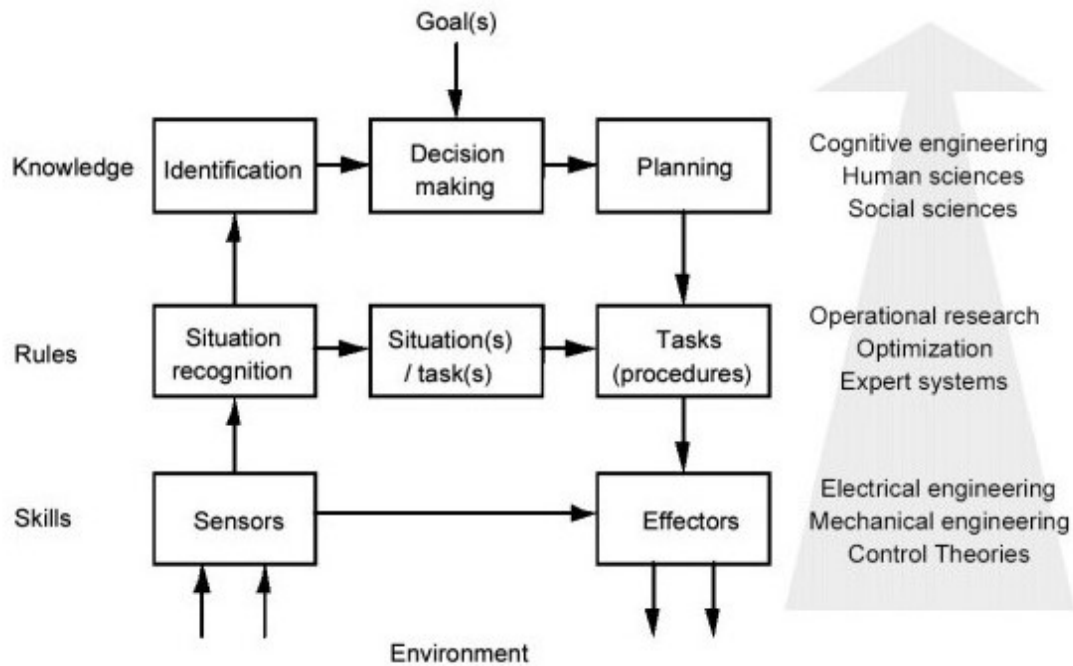 Goal(s)
Knowledge
Identification
Decision
making
Planning
Cognitive engineering
Human sciences
Social sciences
Rules
Situation
recognition
Situation(s)
/ task(s)
Tasks
(procedures)
Operational research
Optimization
Expert systems
Skills
Sensors
Effectors
Electrical engineering
Mechanical engineering
Control Theories
Environment